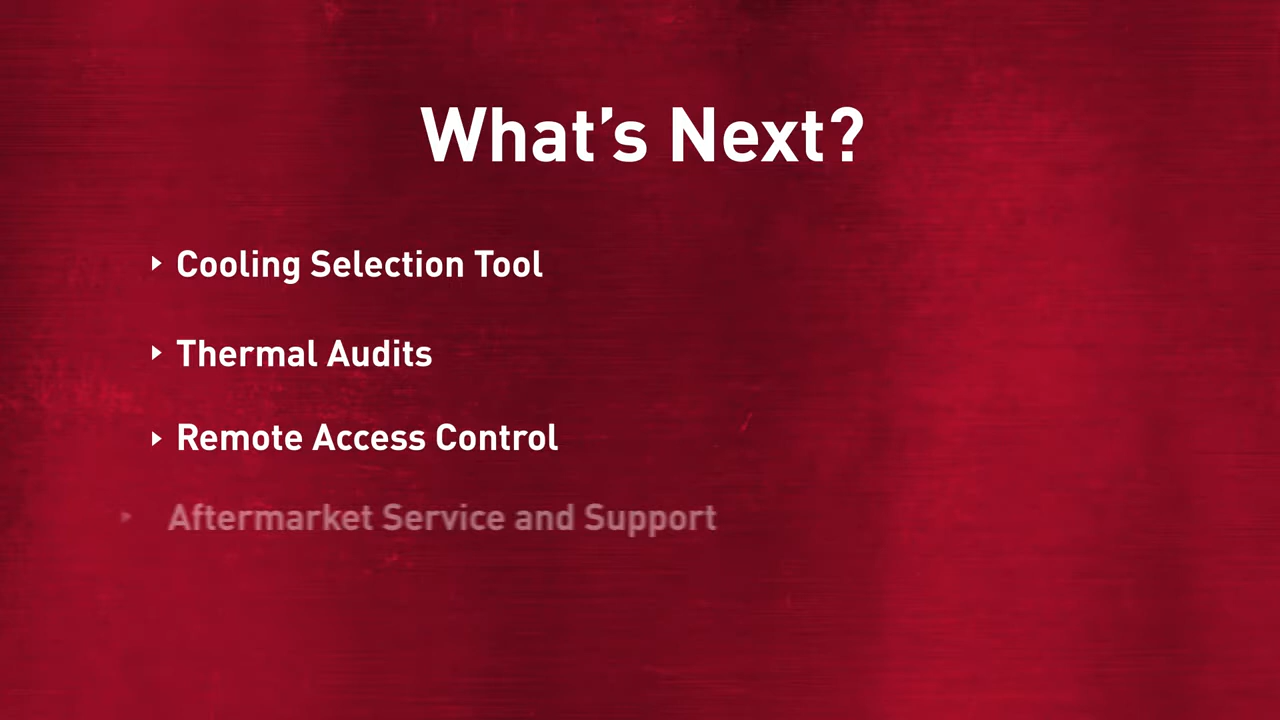 What's Next?
Cooling Selection Tool
Thermal Audits
Remote Access Control
Aftermarket Service and Support